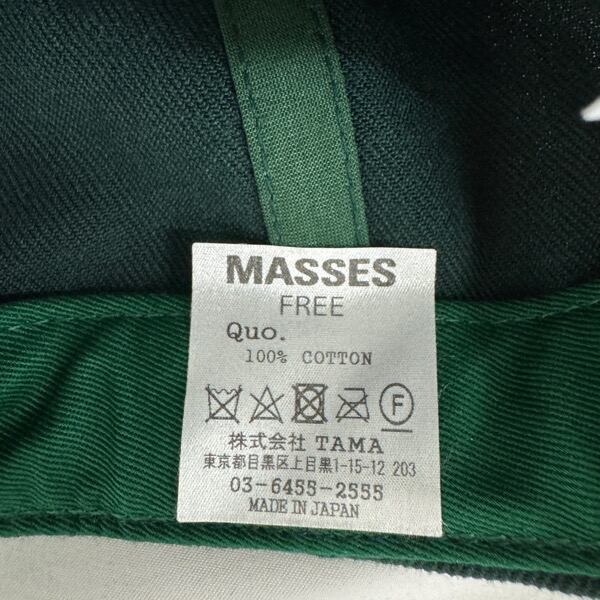 MASSES
FREE
Quo.
100% COTTON
F
株式会社 TAMA
東京都目黒区上目黒1-15-12 203
03-6455-2555
MADE IN JAPAN